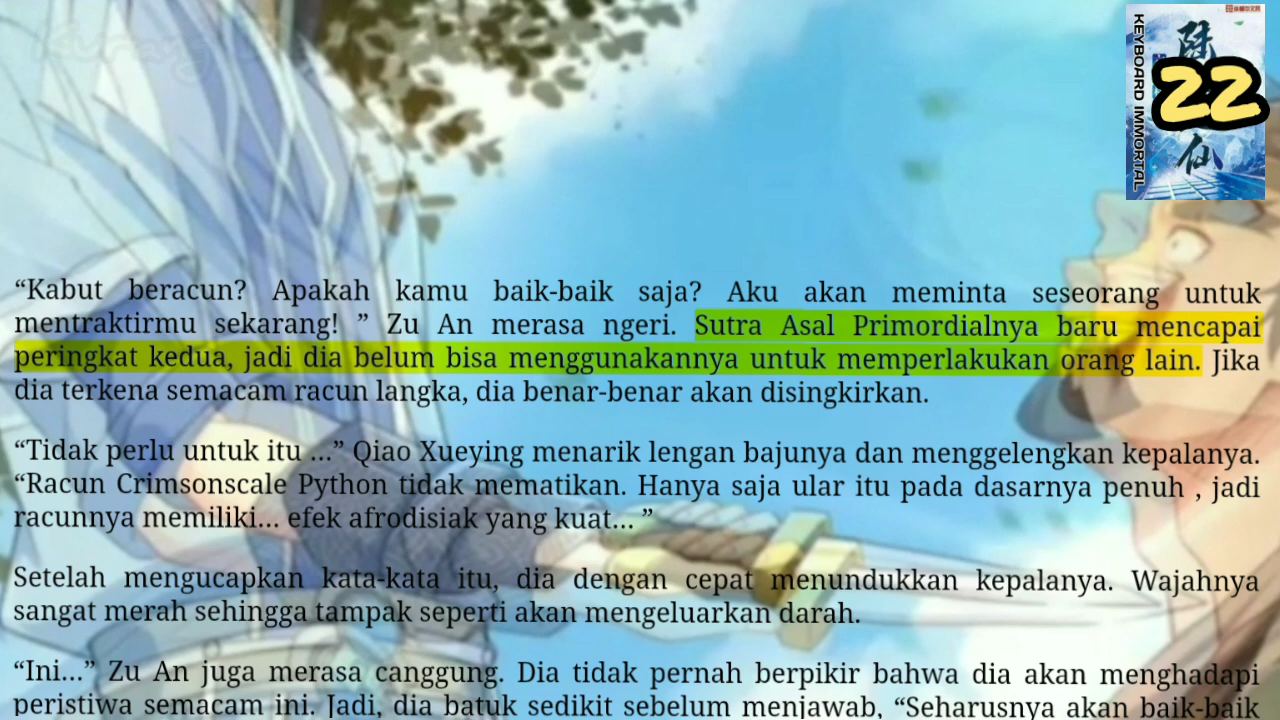 KEYBOARD IMMORTAL
22
仙
“Kabut beracun? Apakah kamu baik-baik saja? Aku akan meminta seseorang untuk
mentraktirmu sekarang! ” Zu An merasa ngeri. Sutra Asal Primordialnya baru mencapai
peringkat kedua, jadi dia belum bisa menggunakannya untuk memperlakukan orang lain. Jika
dia terkena semacam racun langka, dia benar-benar akan disingkirkan.
“Tidak perlu untuk itu ...” Qiao Xueying menarik lengan bajunya dan menggelengkan kepalanya.
“Racun Crimsonscale Python tidak mematikan. Hanya saja ular itu pada dasarnya penuh , jadi
racunnya memiliki... efek afrodisiak yang kuat... ”
Setelah mengucapkan kata-kata itu, dia dengan cepat menundukkan kepalanya. Wajahnya
sangat merah sehingga tampak seperti akan mengeluarkan darah.
“Ini...” Zu An juga merasa canggung. Dia tidak pernah berpikir bahwa dia akan menghadapi
peristiwa semacam ini. Jadi, dia batuk sedikit sebelum menjawab, “Seharusnya akan baik-baik